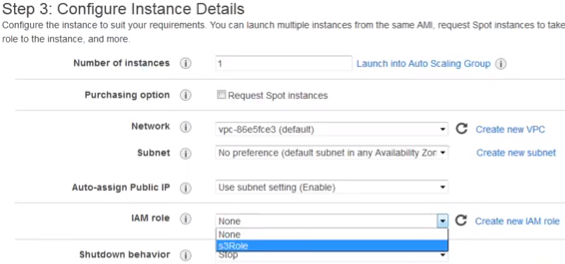 Step 3: Configure Instance Details
Configure the instance to suit your requirements. You can launch multiple instances from the same AMI, request Spot instances to take
role to the instance, and more.
Number of instances 1 Launch into Auto Scaling Group
Purchasing option Request Spot instances
Network vpc-86e5fce3 (default) Create new VPC
Subnet No preference (default subnet in any Availability Zor Create new subnet
Auto-assign Public IP Use subnet setting (Enable)
IAM role None Create new IAM role
None
s3Role
Shutdown behavior Stop